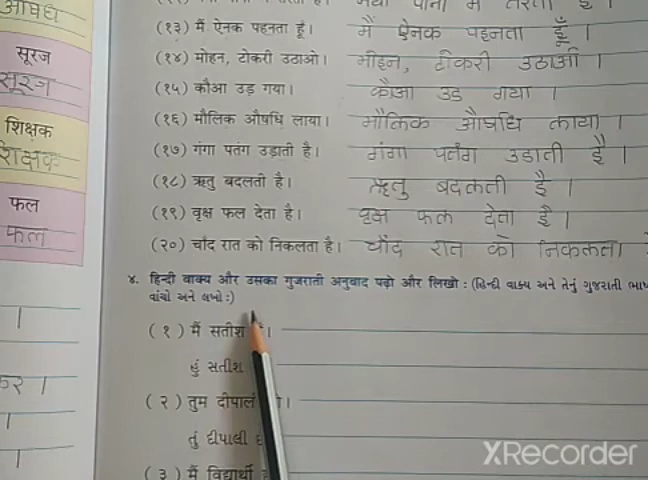 औषध
सूरज
सूरज
शिक्षक
शिक्षक
फल
फल
(१३) मैं ऐनक पहनता हूँ। मैं ऐनक पहनता हूँ।
(१४) मोहन, टोकरी उठाओ। मोहन, टोकरी उठाओ।
(१५) कौआ उड़ गया। कौआ उड गया ।
(१६) मौलिक औषधि लाया। मौलिक औषधि लाया ।
(१७) गंगा पतंग उड़ाती है। गंगा पतंग उडाती है ।
(१८) ऋतु बदलती है। ऋतु बदलती है ।
(१९) वृक्ष फल देता है। वृक्ष फल देता है ।
(२०) चाँद रात को निकलता है। चाँद रात को निकलता
४. हिन्दी वाक्य और उसका गुजराती अनुवाद पढ़ो और लिखो : (હિન્દી વાક્ય અને તેનું ગુજરાતી
વાંચો અને લખો :)
(१) मैं सतीश
હું સતીશ
(२) तुम
તું દીપાલી
(३) मैं विद्यार्थी
XRecorder